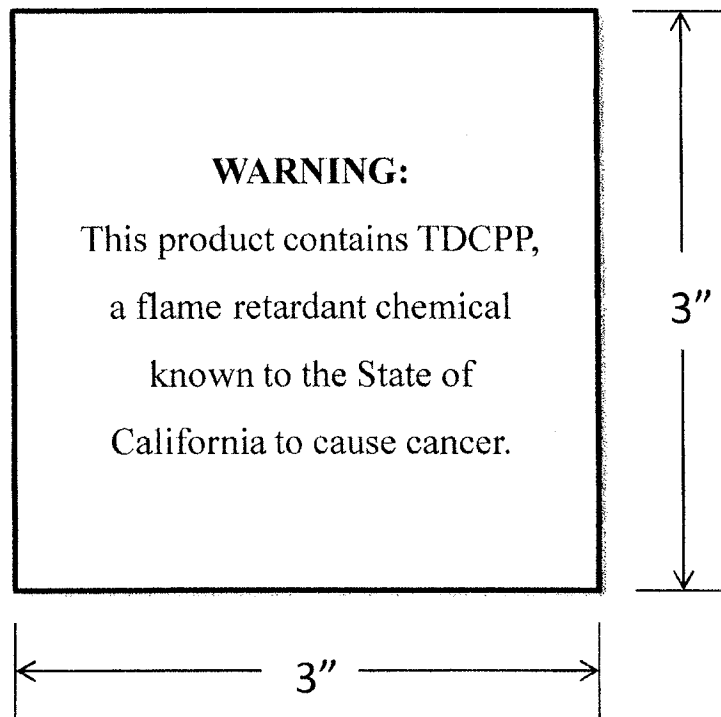 WARNING:
This product contains TDCPP,
a flame retardant chemical
known to the State of
California to cause cancer.
3"
3"